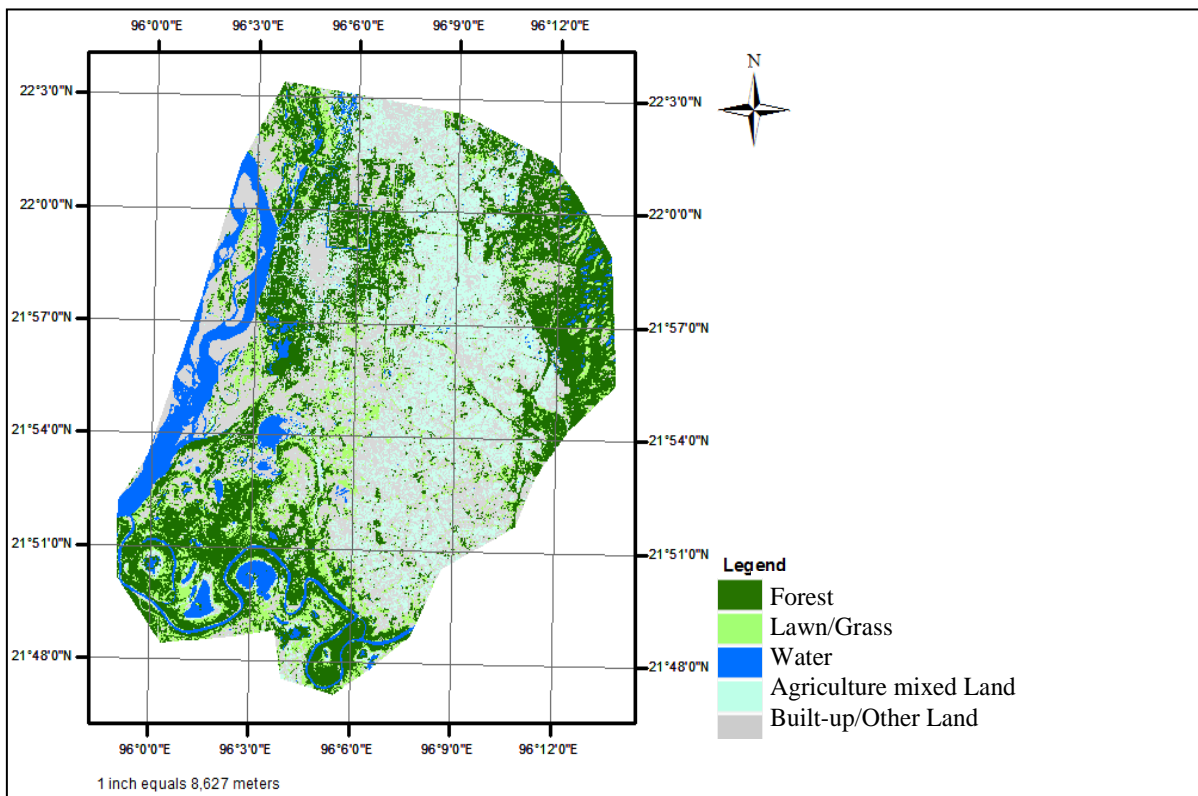 96°0'0"E 96°3'0"E 96°6'0"E 96°9'0"E 96°12'0"E
N
22°3'0"N 22°3'0"N
22°0'0"N 22°0'0"N
21°57'0"N 21°57'0"N
21°54'0"N 21°54'0"N
21°51'0"N 21°51'0"N
21°48'0"N 21°48'0"N
Legend
Forest
Lawn/Grass
Water
Agriculture mixed Land
Built-up/Other Land
96°0'0"E 96°3'0"E 96°6'0"E 96°9'0"E 96°12'0"E
1 inch equals 8,627 meters